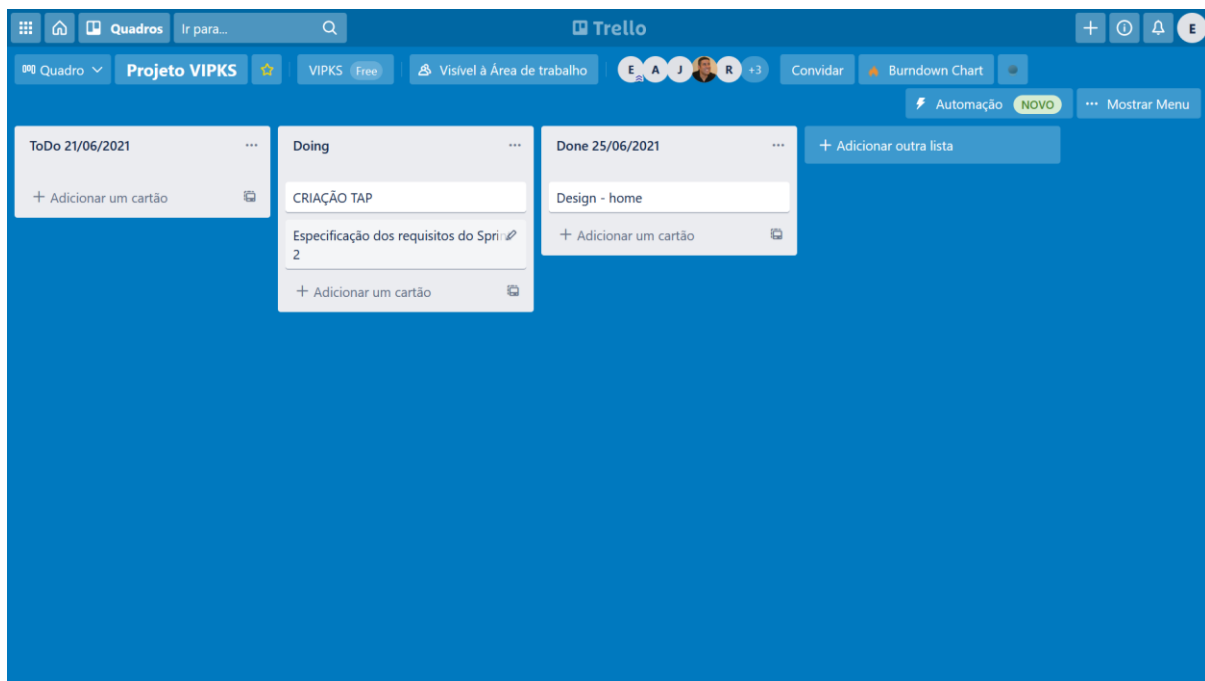 Quadros
Ir para...
Trello
E
Quadro
Projeto VIPKS
VIPKS Free
Visível à Área de trabalho
E A J R +3
Convidar
Burndown Chart
Automação NOVO
Mostrar Menu
ToDo 21/06/2021
+ Adicionar um cartão
Doing
CRIAÇÃO TAP
Especificação dos requisitos do Sprin
2
+ Adicionar um cartão
Done 25/06/2021
Design - home
+ Adicionar um cartão
+ Adicionar outra lista